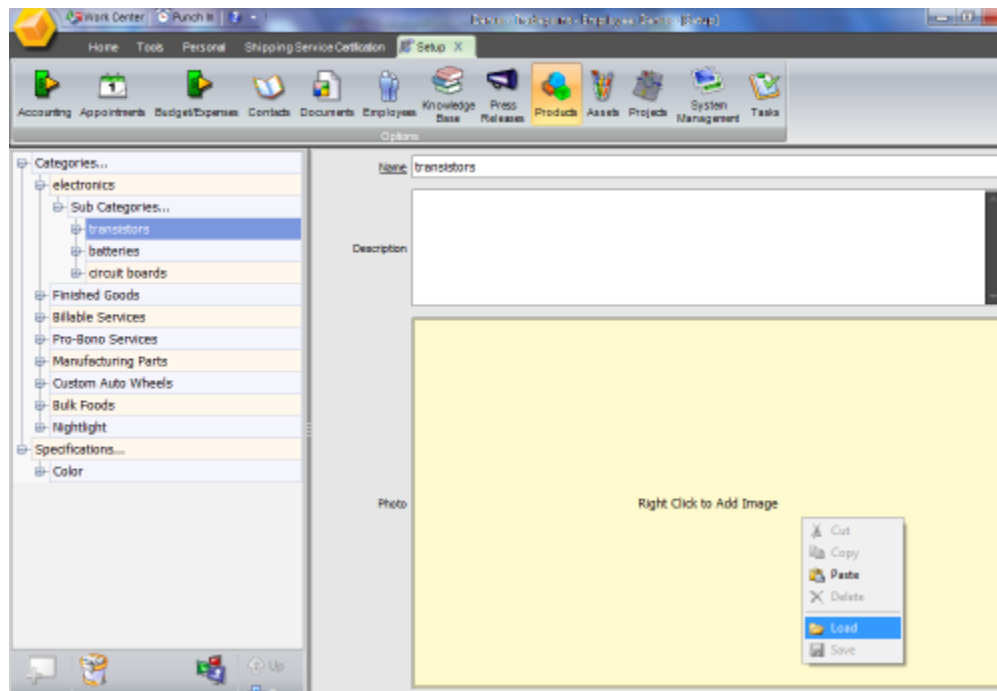 Work Center Punch In
Employee Demo - [Setup]
Home Tools Personal Shipping Service Certification Setup X
Accounting Appointments Budget/Expenses Contacts Documents Employees Knowledge Base Press Releases Products Assets Projects System Management Tasks
Options
Categories...
electronics
Sub Categories...
transistors
batteries
circuit boards
Finished Goods
Billable Services
Pro-Bono Services
Manufacturing Parts
Custom Auto Wheels
Bulk Foods
Nightlight
Specifications...
Color
Up
Name transistors
Description
Photo
Right Click to Add Image
Cut
Copy
Paste
Delete
Load
Save